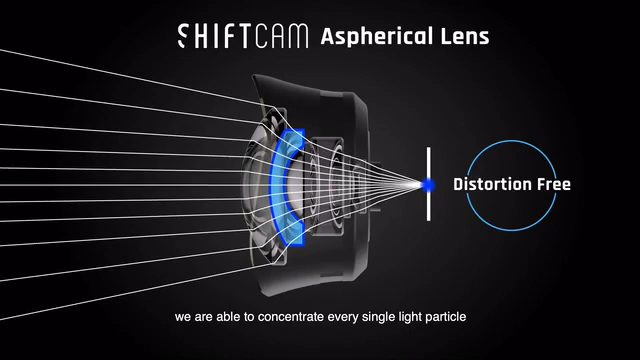 SHIFTCAM Aspherical Lens
Distortion Free
we are able to concentrate every single light particle